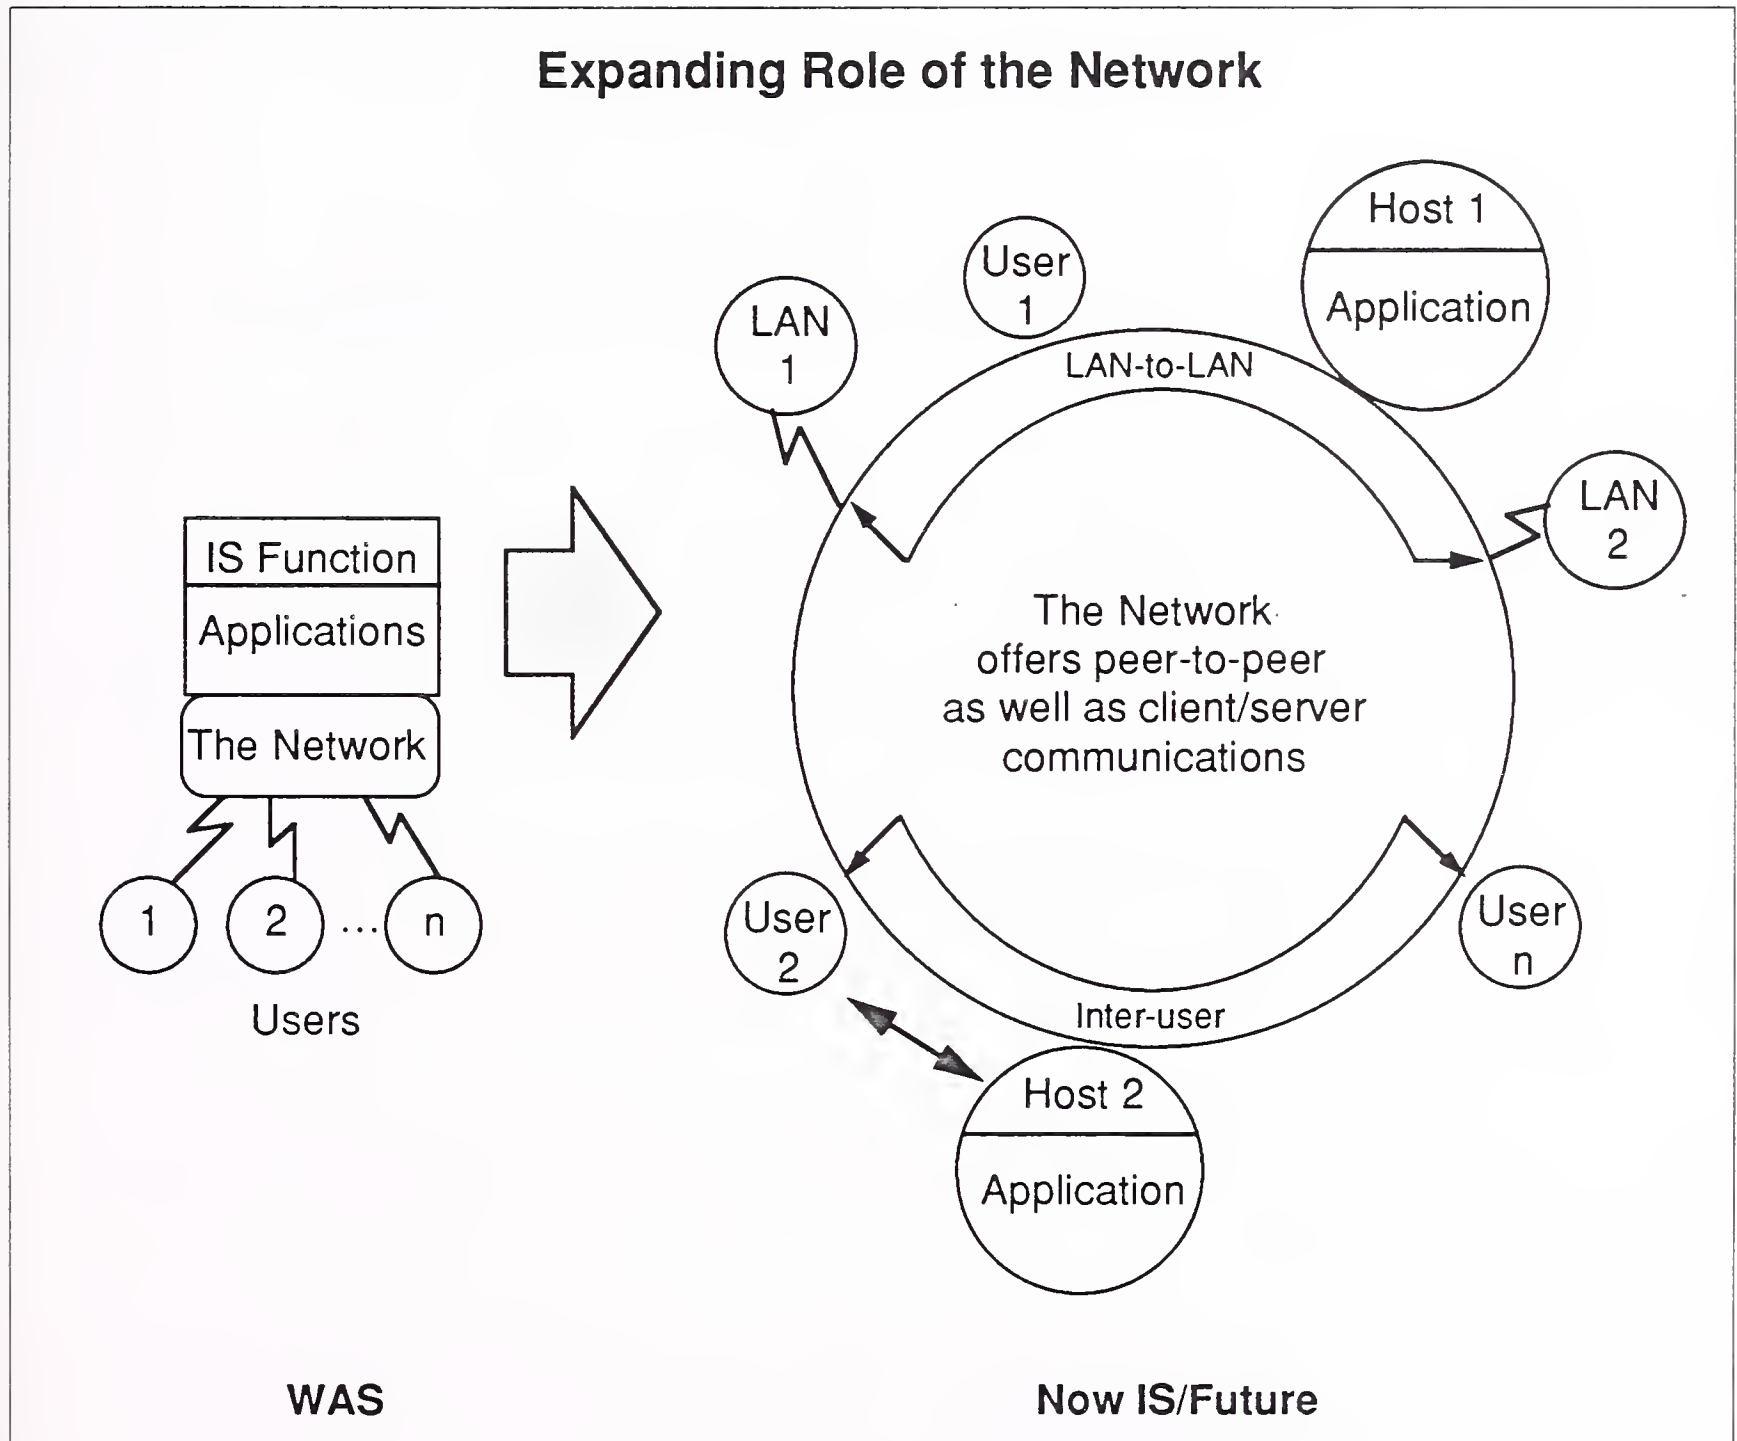 Expanding Role of the Network
IS Function
Applications
The Network
1
2
...
n
Users
WAS
LAN
1
User
1
Host 1
Application
LAN-to-LAN
LAN
2
The Network
offers peer-to-peer
as well as client/server
communications
User
2
User
n
Inter-user
Host 2
Application
Now IS/Future